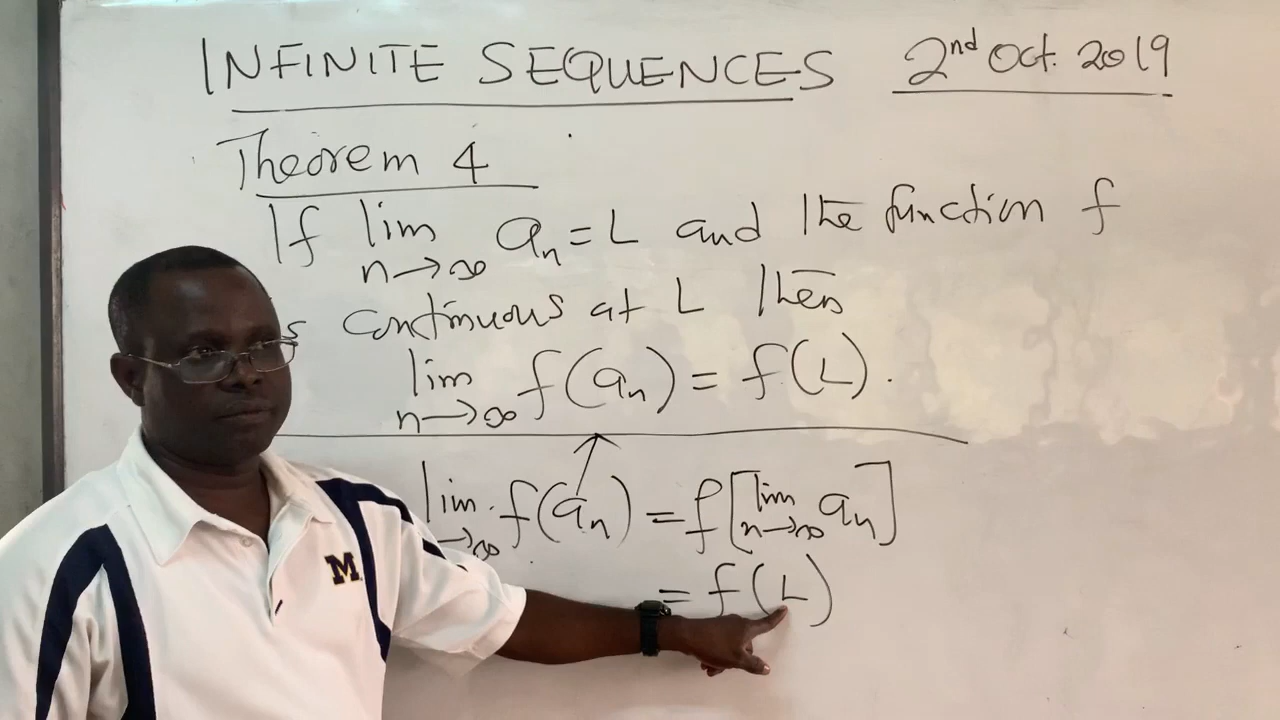 INFINITE SEQUENCES 2nd Oct. 2019
Theorem 4
If lim n→∞ an = L and the function f
s continuous at L then
lim n→∞ f(an) = f(L).
lim. →∞ f(an) = f[lim n→∞ an]
= f(L)
M